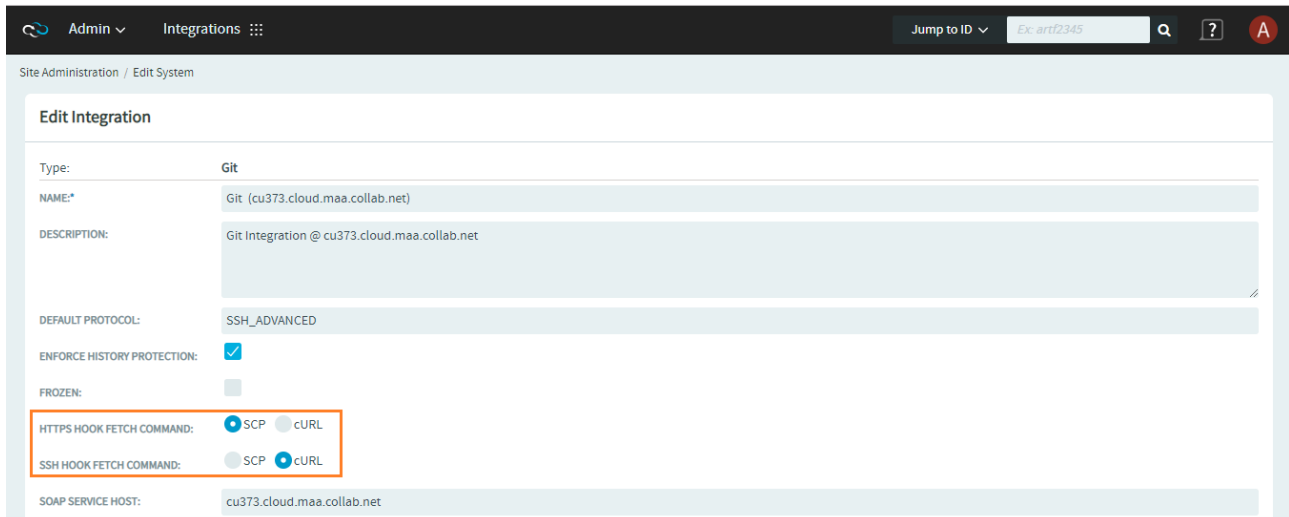 Admin Integrations Jump to ID Ex: artf2345 ? A
Site Administration / Edit System
Edit Integration
Type: Git
NAME:* Git (cu373.cloud.maa.collab.net)
DESCRIPTION: Git Integration @ cu373.cloud.maa.collab.net
DEFAULT PROTOCOL: SSH_ADVANCED
ENFORCE HISTORY PROTECTION:
FROZEN:
HTTPS HOOK FETCH COMMAND: SCP cURL
SSH HOOK FETCH COMMAND: SCP cURL
SOAP SERVICE HOST: cu373.cloud.maa.collab.net